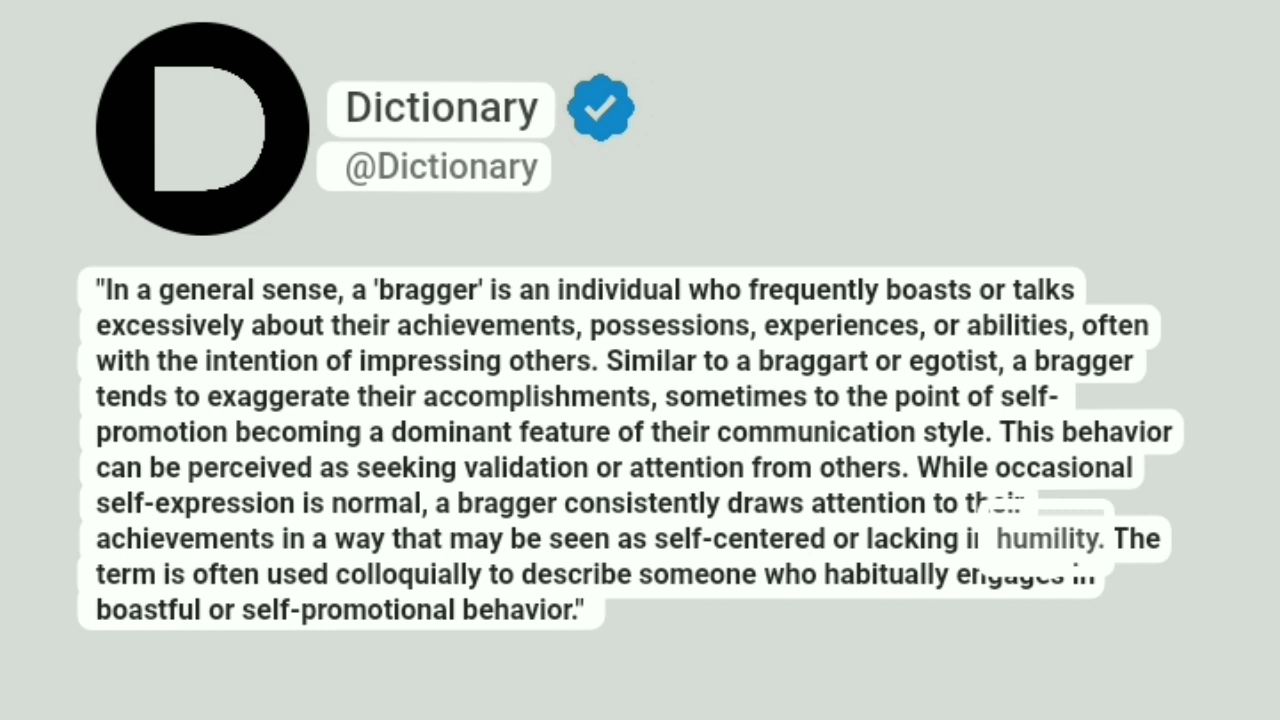 D
Dictionary
@Dictionary
"In a general sense, a 'bragger' is an individual who frequently boasts or talks
excessively about their achievements, possessions, experiences, or abilities, often
with the intention of impressing others. Similar to a braggart or egotist, a bragger
tends to exaggerate their accomplishments, sometimes to the point of self-
promotion becoming a dominant feature of their communication style. This behavior
can be perceived as seeking validation or attention from others. While occasional
self-expression is normal, a bragger consistently draws attention to their
achievements in a way that may be seen as self-centered or lacking in humility. The
term is often used colloquially to describe someone who habitually engages in
boastful or self-promotional behavior."